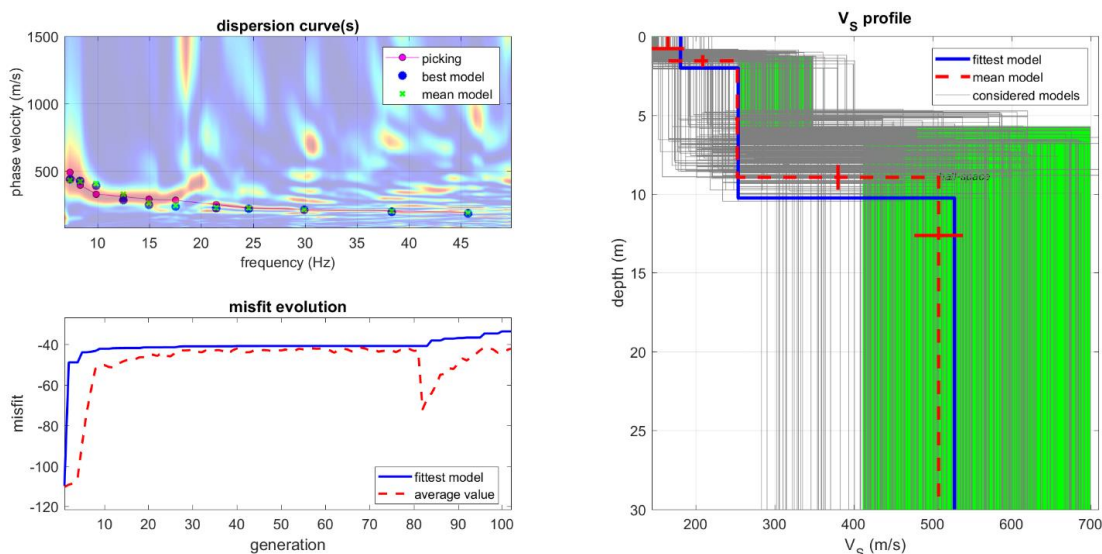 dispersion curve(s)
1500
1000
500
phase velocity (m/s)
picking
best model
mean model
10 15 20 25 30 35 40 45
frequency (Hz)
misfit evolution
-40
-60
-80
-100
-120
misfit
fittest model
average value
10 20 30 40 50 60 70 80 90 100
generation
VS profile
0
5
10
15
20
25
30
depth (m)
fittest model
mean model
considered models
half-space
200 300 400 500 600 700
VS (m/s)